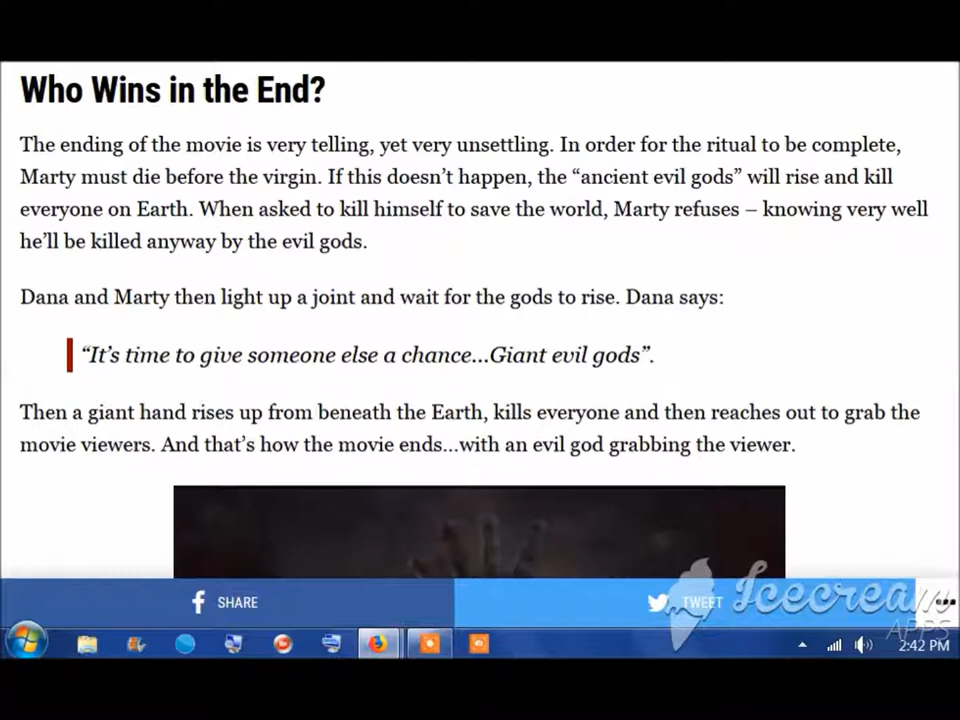 Who Wins in the End?
The ending of the movie is very telling, yet very unsettling. In order for the ritual to be complete,
Marty must die before the virgin. If this doesn’t happen, the “ancient evil gods” will rise and kill
everyone on Earth. When asked to kill himself to save the world, Marty refuses – knowing very well
he’ll be killed anyway by the evil gods.
Dana and Marty then light up a joint and wait for the gods to rise. Dana says:
“It’s time to give someone else a chance…Giant evil gods”.
Then a giant hand rises up from beneath the Earth, kills everyone and then reaches out to grab the
movie viewers. And that’s how the movie ends…with an evil god grabbing the viewer.
SHARE
TWEET
Icecream
APPS
2:42 PM